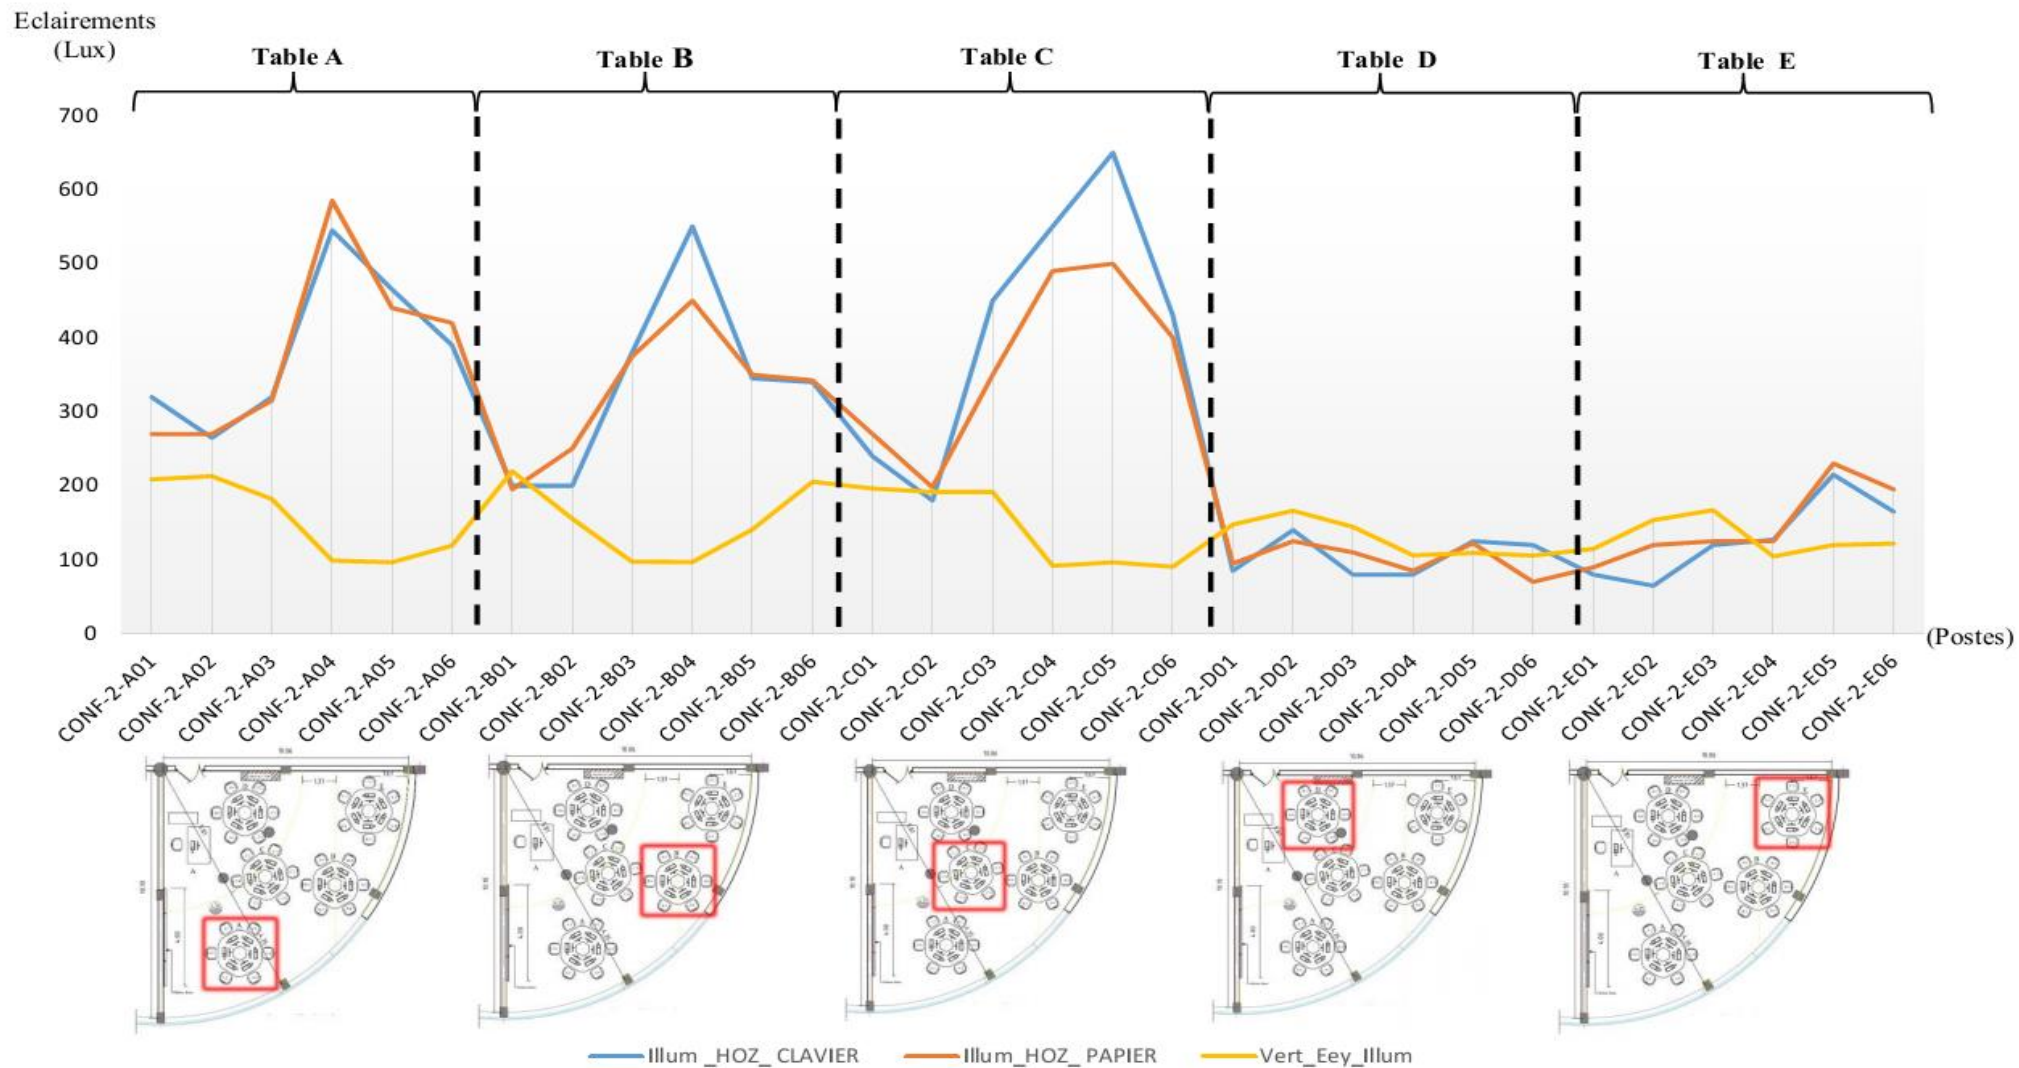 Eclairements
(Lux)
Table A
Table B
Table C
Table D
Table E
700
600
500
400
300
200
100
0
(Postes)
CONF-2-A01
CONF-2-A02
CONF-2-A03
CONF-2-A04
CONF-2-A05
CONF-2-A06
CONF-2-B01
CONF-2-B02
CONF-2-B03
CONF-2-B04
CONF-2-B05
CONF-2-B06
CONF-2-C01
CONF-2-C02
CONF-2-C03
CONF-2-C04
CONF-2-C05
CONF-2-C06
CONF-2-D01
CONF-2-D02
CONF-2-D03
CONF-2-D04
CONF-2-D05
CONF-2-D06
CONF-2-E01
CONF-2-E02
CONF-2-E03
CONF-2-E04
CONF-2-E05
CONF-2-E06
Illum _HOZ_ CLAVIER
Illum_HOZ_ PAPIER
Vert_Eey_Illum